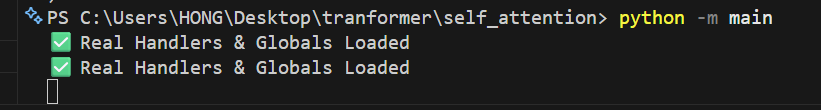 PS C:\Users\HONG\Desktop\tranformer\self_attention> python -m main
✅ Real Handlers & Globals Loaded
✅ Real Handlers & Globals Loaded